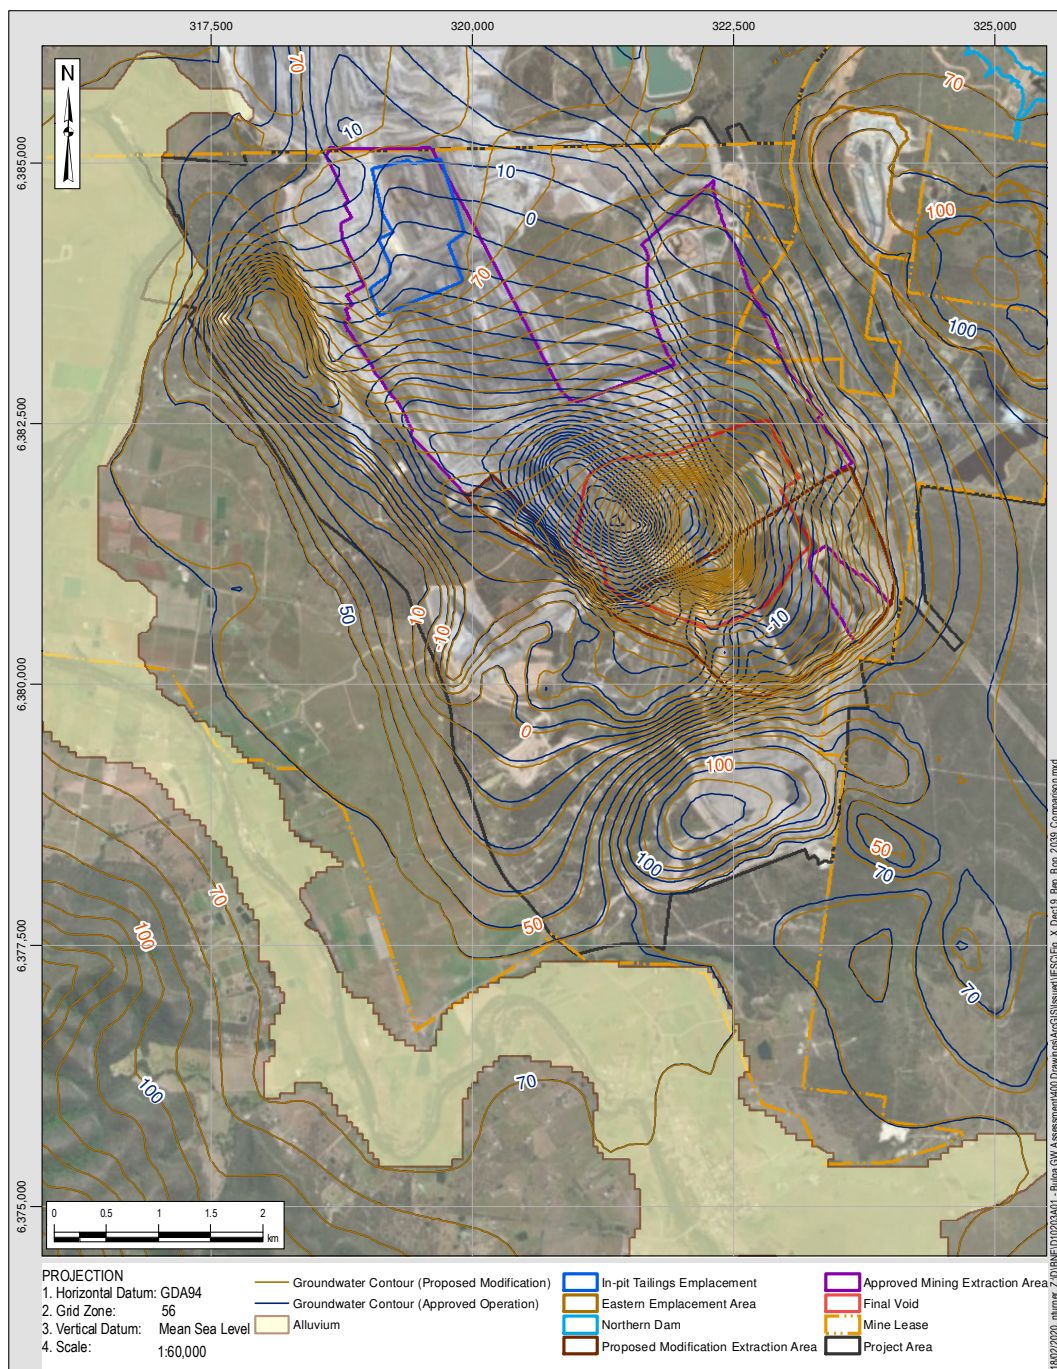 317,500 320,000 322,500 325,000
N
70
70
10
10
0
100
70
100
6,385,000
6,382,500
6,380,000
6,377,500
6,375,000
50
10
-10
-10
0
100
100
50
70
50
70
100
70
100
70
0 0.5 1 1.5 2
km
PROJECTION
1. Horizontal Datum: GDA94
2. Grid Zone: 56
3. Vertical Datum: Mean Sea Level
4. Scale: 1:60,000
Groundwater Contour (Proposed Modification)
Groundwater Contour (Approved Operation)
Alluvium
In-pit Tailings Emplacement
Eastern Emplacement Area
Northern Dam
Proposed Modification Extraction Area
Approved Mining Extraction Area
Final Void
Mine Lease
Project Area